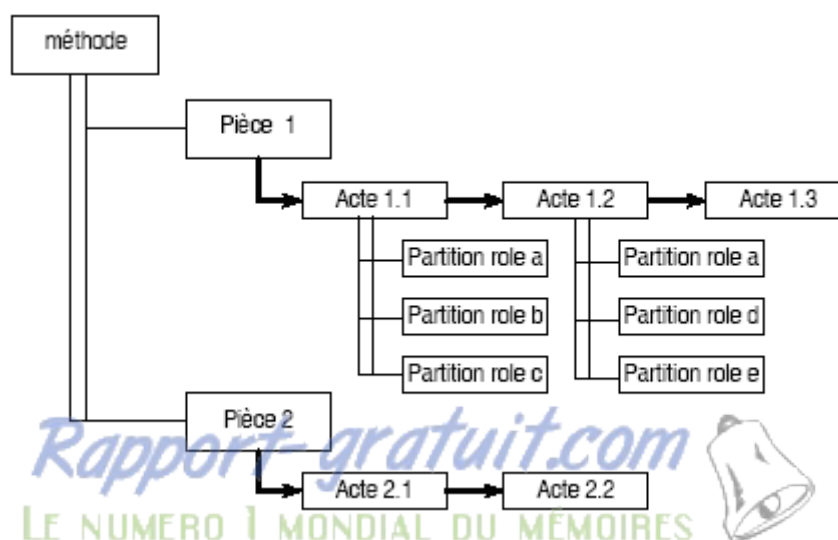 méthode
Pièce 1
Acte 1.1
Acte 1.2
Acte 1.3
Partition role a
Partition role a
Partition role b
Partition role d
Partition role c
Partition role e
Pièce 2
Rapport-gratuit.com
Acte 2.1
Acte 2.2
LE NUMERO 1 MONDIAL DU MÉMOIRES